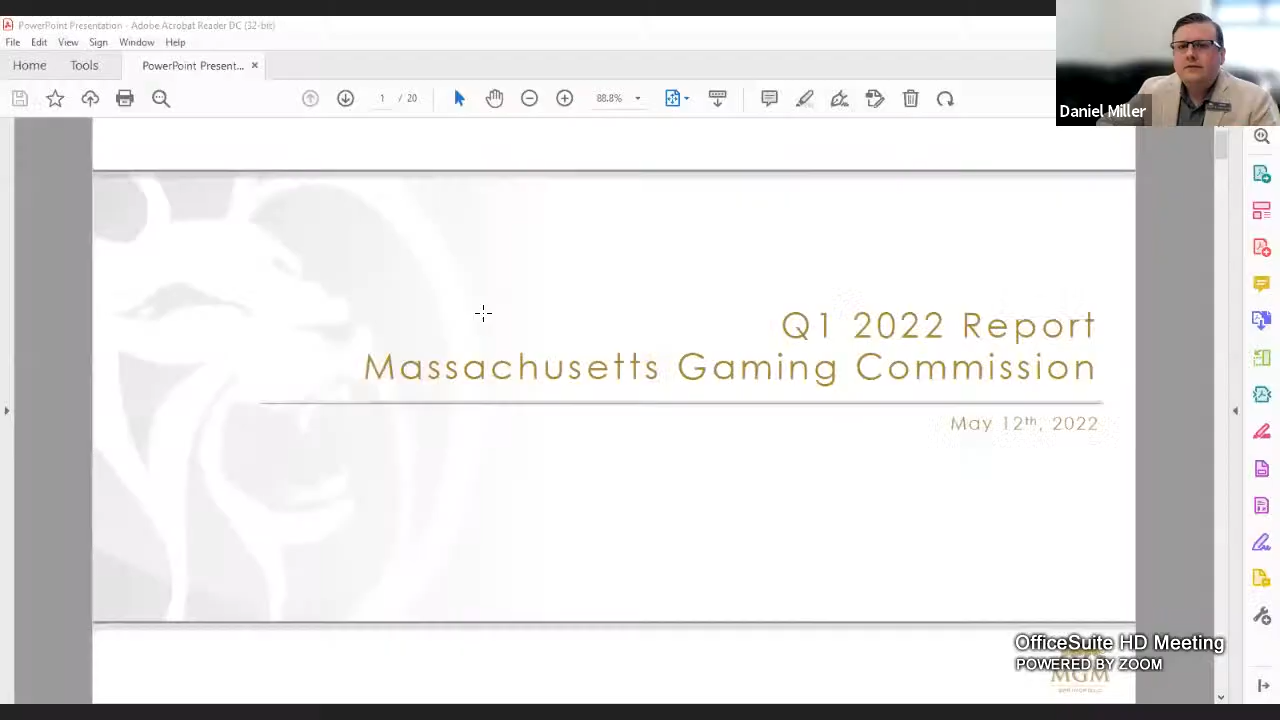 PowerPoint Presentation - Adobe Acrobat Reader DC (32-bit)
File Edit View Sign Window Help
Home Tools PowerPoint Present... ×
1 / 20 88.8%
Daniel Miller
Q1 2022 Report
Massachusetts Gaming Commission
May 12th, 2022
OfficeSuite HD Meeting
POWERED BY ZOOM
MGM